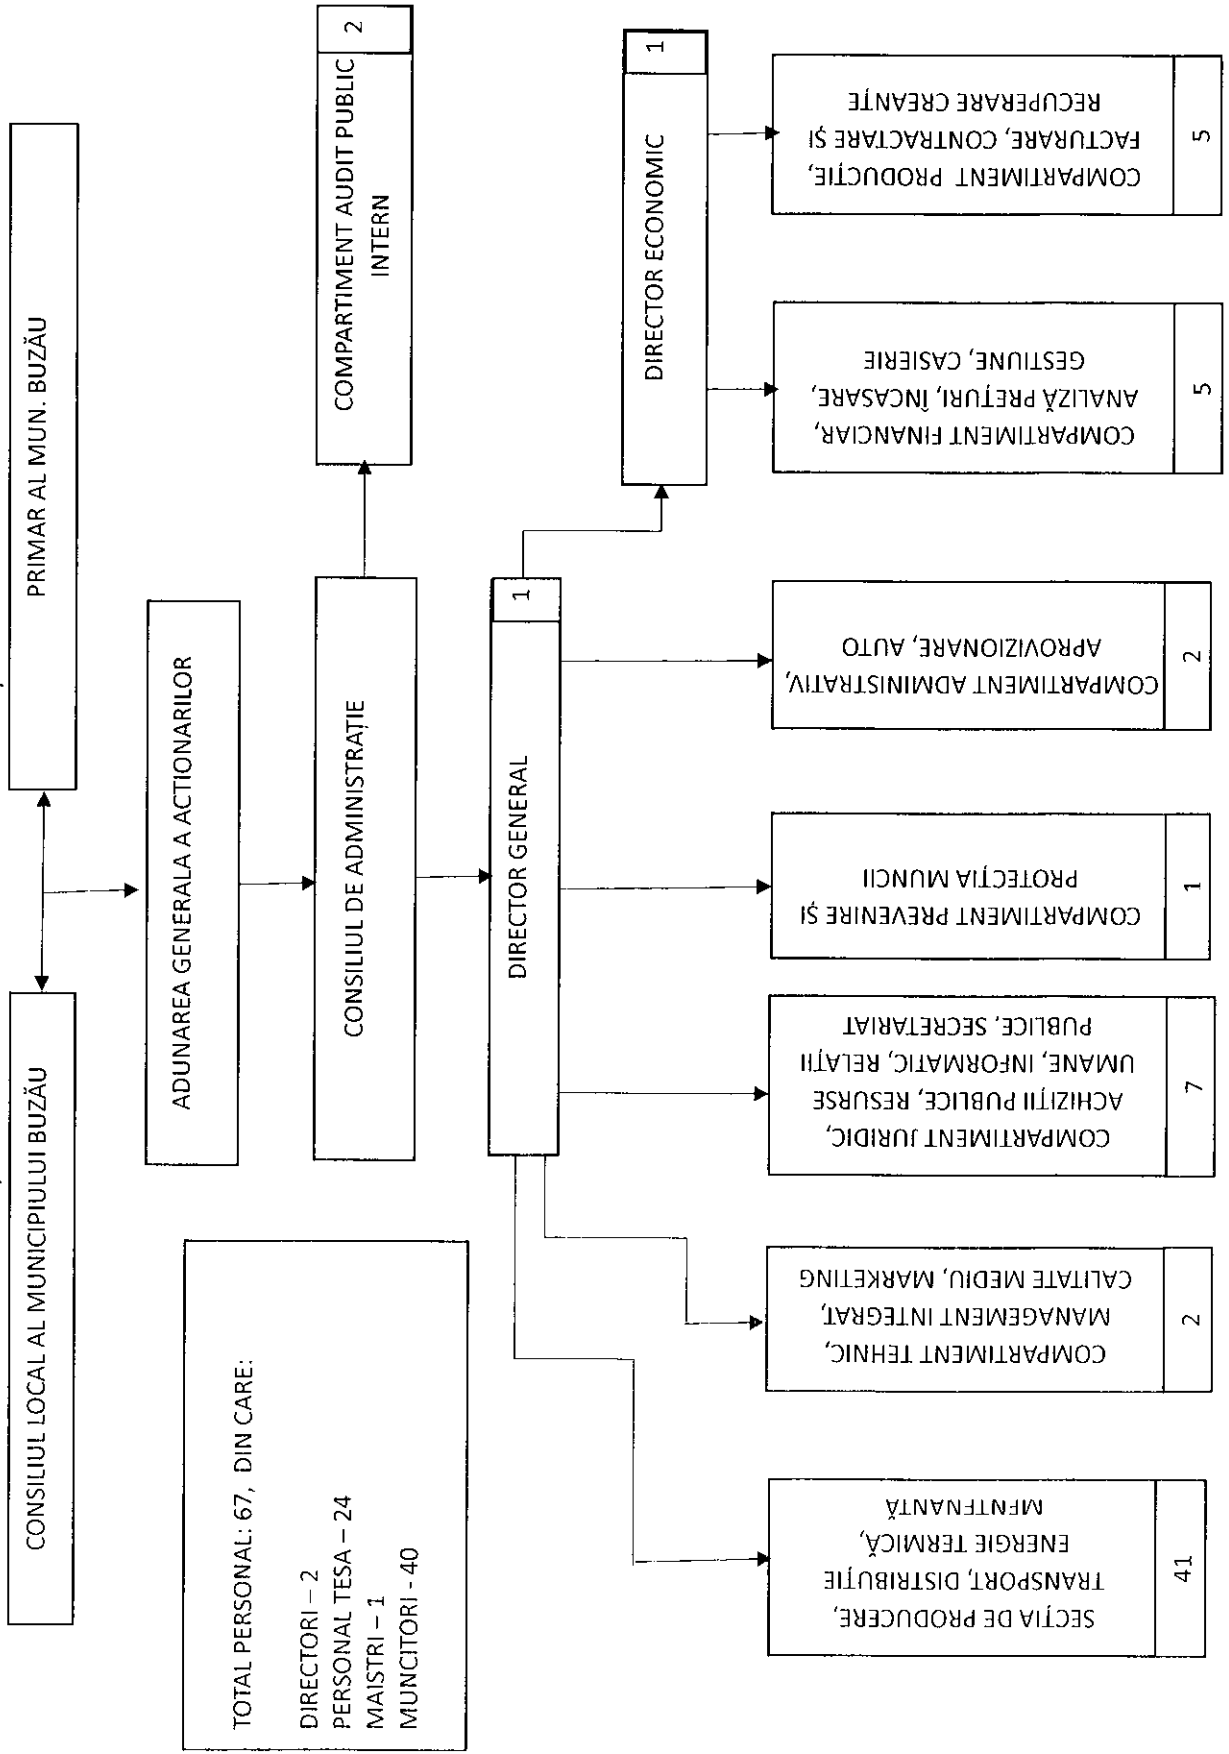 CONSILIUL LOCAL AL MUNICIPIULUI BUZĂU
PRIMAR AL MUN. BUZĂU
ADUNAREA GENERALA A ACTIONARILOR
CONSILIUL DE ADMINISTRAȚIE
COMPARTIMENT AUDIT PUBLIC
INTERN
2
TOTAL PERSONAL: 67, DIN CARE:
DIRECTORI – 2
PERSONAL TESA – 24
MAISTRI – 1
MUNCITORI - 40
DIRECTOR GENERAL
1
DIRECTOR ECONOMIC
1
SECȚIA DE PRODUCERE,
TRANSPORT, DISTRIBUȚIE
ENERGIE TERMICĂ,
MENTENANTĂ
41
COMPARTIMENT TEHNIC,
MANAGEMENT INTEGRAT,
CALITATE MEDIU, MARKETING
2
COMPARTIMENT JURIDIC,
ACHIZIȚII PUBLICE, RESURSE
UMANE, INFORMATIC, RELAȚII
PUBLICE, SECRETARIAT
7
COMPARTIMENT PREVENIRE ȘI
PROTECȚIA MUNCII
1
COMPARTIMENT ADMINISTRATIV,
APROVIZIONARE, AUTO
2
COMPARTIMENT FINANCIAR,
ANALIZĂ PREȚURI, ÎNCASARE,
GESTIUNE, CASIERIE
5
COMPARTIMENT PRODUCȚIE,
FACTURARE, CONTRACTARE ȘI
RECUPERARE CREANȚE
5